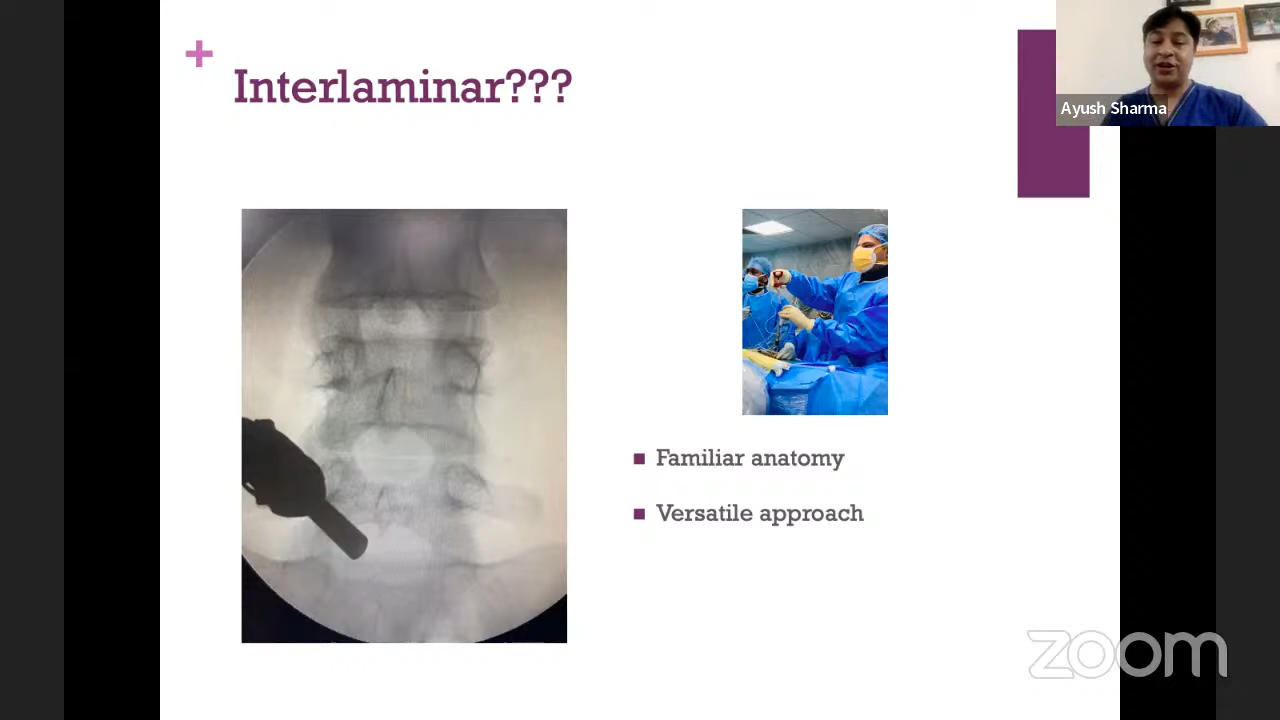 Interlaminar???
Ayush Sharma
Familiar anatomy
Versatile approach
zoom